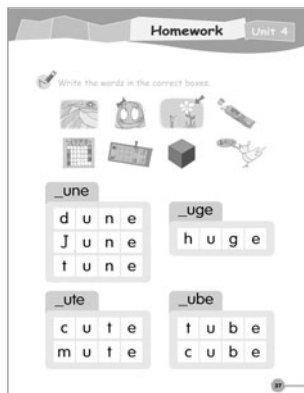 Homework
Unit 4
Write the words in the correct boxes.
_une
d u n e
J u n e
t u n e
_uge
h u g e
_ute
c u t e
m u t e
_ube
t u b e
c u b e
37